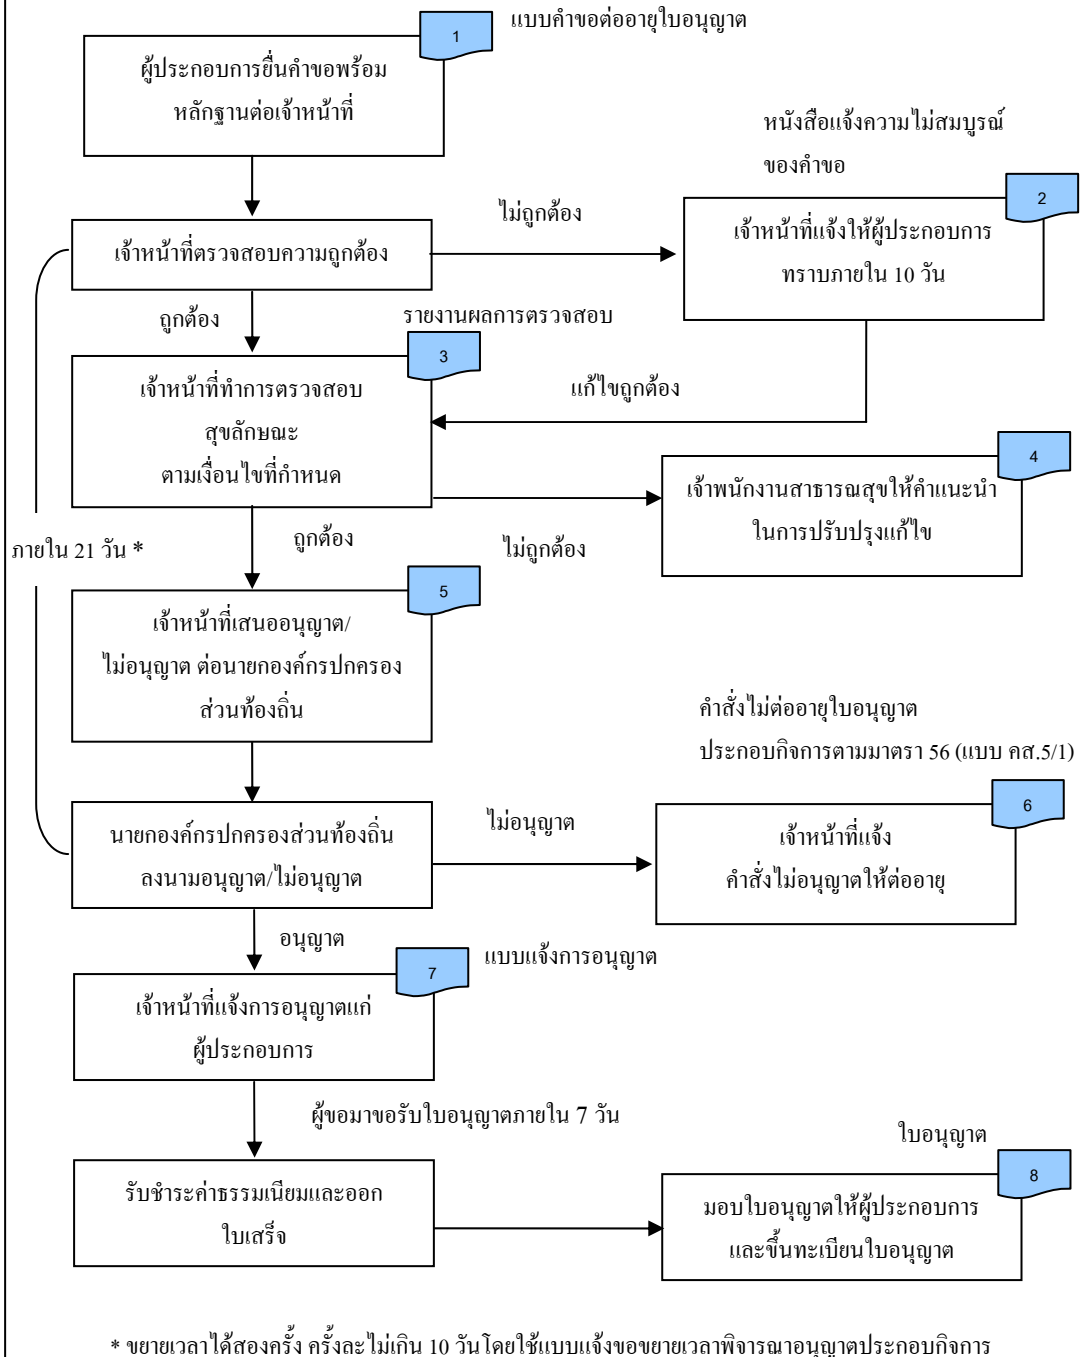 แบบคำขอต่ออายุใบอนุญาต
1
ผู้ประกอบการยื่นคำขอพร้อม
หลักฐานต่อเจ้าหน้าที่
หนังสือแจ้งความไม่สมบูรณ์
ของคำขอ
2
ไม่ถูกต้อง
เจ้าหน้าที่ตรวจสอบความถูกต้อง
เจ้าหน้าที่แจ้งให้ผู้ประกอบการ
ทราบภายใน 10 วัน
ถูกต้อง
รายงานผลการตรวจสอบ
3
เจ้าหน้าที่ทำการตรวจสอบ
สุขลักษณะ
ตามเงื่อนไขที่กำหนด
แก้ไขถูกต้อง
4
เจ้าพนักงานสาธารณสุขให้คำแนะนำ
ในการปรับปรุงแก้ไข
ภายใน 21 วัน *
ถูกต้อง
ไม่ถูกต้อง
5
เจ้าหน้าที่เสนออนุญาต/
ไม่อนุญาต ต่อนายกองค์กรปกครอง
ส่วนท้องถิ่น
คำสั่งไม่ต่ออายุใบอนุญาต
ประกอบกิจการตามมาตรา 56 (แบบ คส.5/1)
6
นายกองค์กรปกครองส่วนท้องถิ่น
ลงนามอนุญาต/ไม่อนุญาต
ไม่อนุญาต
เจ้าหน้าที่แจ้ง
คำสั่งไม่อนุญาตให้ต่ออายุ
อนุญาต
แบบแจ้งการอนุญาต
7
เจ้าหน้าที่แจ้งการอนุญาตแก่
ผู้ประกอบการ
ผู้ขอมาขอรับใบอนุญาตภายใน 7 วัน
ใบอนุญาต
8
รับชำระค่าธรรมเนียมและออก
ใบเสร็จ
มอบใบอนุญาตให้ผู้ประกอบการ
และขึ้นทะเบียนใบอนุญาต
* ขยายเวลาได้สองครั้ง ครั้งละไม่เกิน 10 วันโดยใช้แบบแจ้งขอขยายเวลาพิจารณาอนุญาตประกอบกิจการ